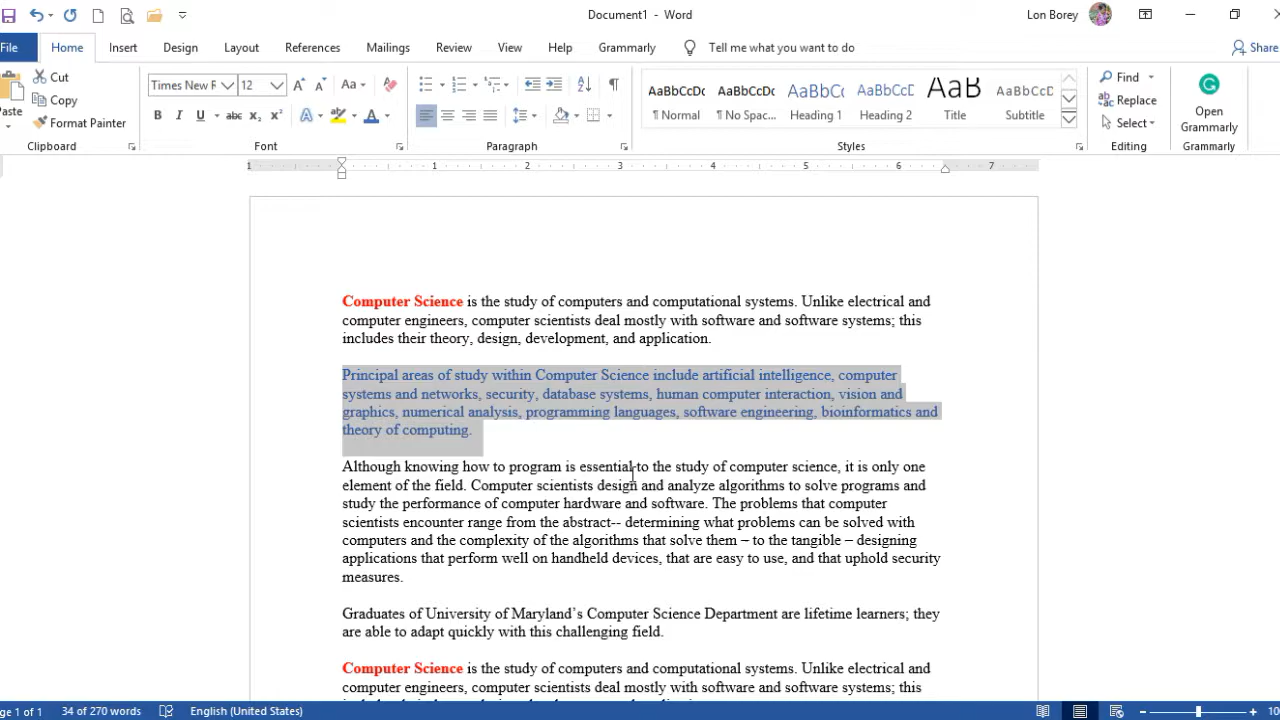 Document1 - Word
Lon Borey
File Home Insert Design Layout References Mailings Review View Help Grammarly Tell me what you want to do Share
Cut
Copy
Format Painter
Clipboard
Times New R 12
Font
Paragraph
AaBbCcDc AaBbCcDc AaBbCc AaBbCcD AaB AaBbCcD
¶ Normal ¶ No Spac... Heading 1 Heading 2 Title Subtitle
Styles
Find
Replace
Select
Editing
Open
Grammarly
Grammarly
1 1 2 3 4 5 6 7
Computer Science is the study of computers and computational systems. Unlike electrical and
computer engineers, computer scientists deal mostly with software and software systems; this
includes their theory, design, development, and application.
Principal areas of study within Computer Science include artificial intelligence, computer
systems and networks, security, database systems, human computer interaction, vision and
graphics, numerical analysis, programming languages, software engineering, bioinformatics and
theory of computing.
Although knowing how to program is essential to the study of computer science, it is only one
element of the field. Computer scientists design and analyze algorithms to solve programs and
study the performance of computer hardware and software. The problems that computer
scientists encounter range from the abstract-- determining what problems can be solved with
computers and the complexity of the algorithms that solve them – to the tangible – designing
applications that perform well on handheld devices, that are easy to use, and that uphold security
measures.
Graduates of University of Maryland’s Computer Science Department are lifetime learners; they
are able to adapt quickly with this challenging field.
Computer Science is the study of computers and computational systems. Unlike electrical and
computer engineers, computer scientists deal mostly with software and software systems; this
age 1 of 1 34 of 270 words English (United States) 10